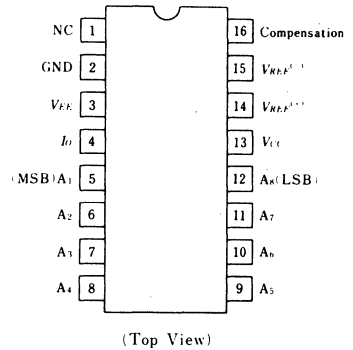 NC 1 16 Compensation
GND 2 15 VREF(−)
VEE 3 14 VREF(+)
IO 4 13 VCC
(MSB)A1 5 12 A8(LSB)
A2 6 11 A7
A3 7 10 A6
A4 8 9 A5
(Top View)